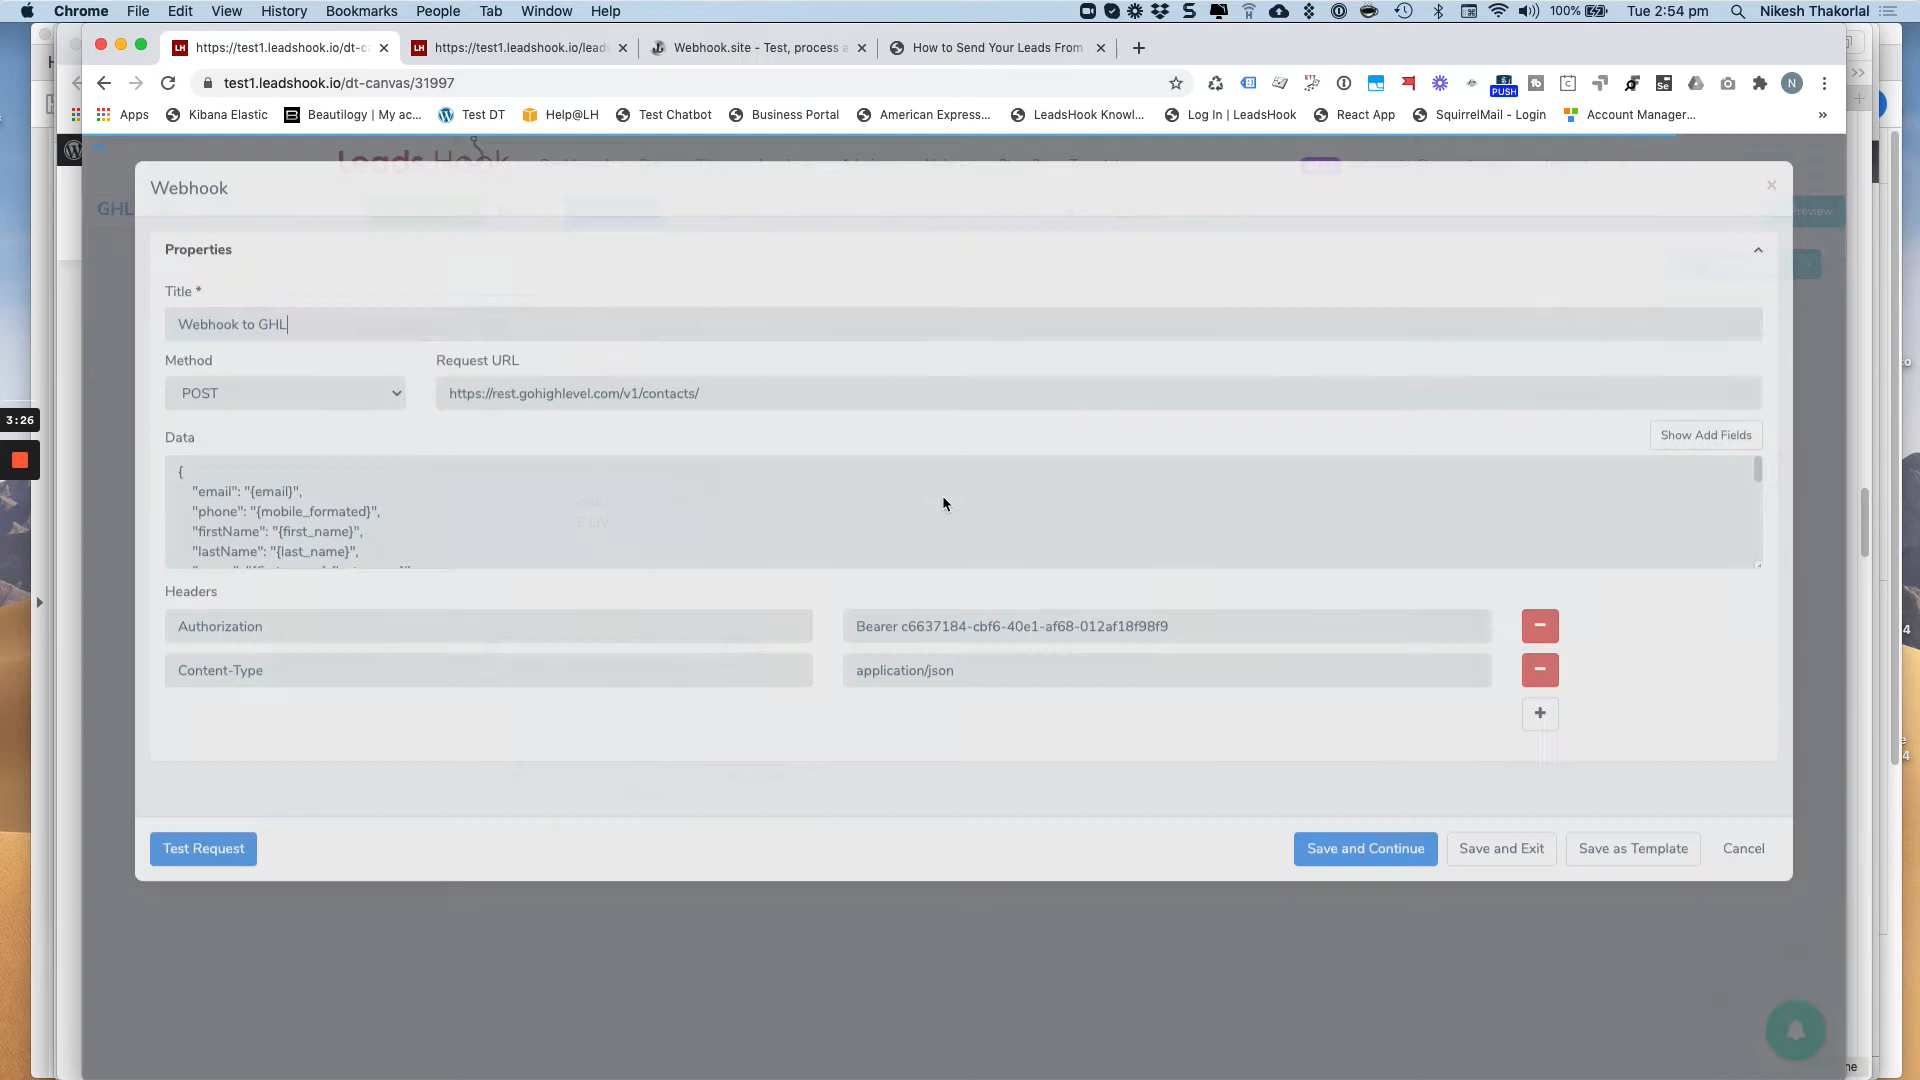 Chrome File Edit View History Bookmarks People Tab Window Help 100% Tue 2:54 pm Nikesh Thakorlal
https://test1.leadshook.io/dt-c https://test1.leadshook.io/lead Webhook.site - Test, process a How to Send Your Leads From
test1.leadshook.io/dt-canvas/31997
PUSH
N
Apps Kibana Elastic Beautilogy | My ac... Test DT Help@LH Test Chatbot Business Portal American Express... LeadsHook Knowl... Log In | LeadsHook React App SquirrelMail - Login Account Manager...
Leads Hook
Webhook
GHL
Preview
Properties
Title *
Webhook to GHL
Method Request URL
POST https://rest.gohighlevel.com/v1/contacts/
3:26
Data Show Add Fields
{
"email": "{email}",
"phone": "{mobile_formated}",
"firstName": "{first_name}",
"lastName": "{last_name}",
Headers
Authorization Bearer c6637184-cbf6-40e1-af68-012af18f98f9
Content-Type application/json
Test Request Save and Continue Save and Exit Save as Template Cancel